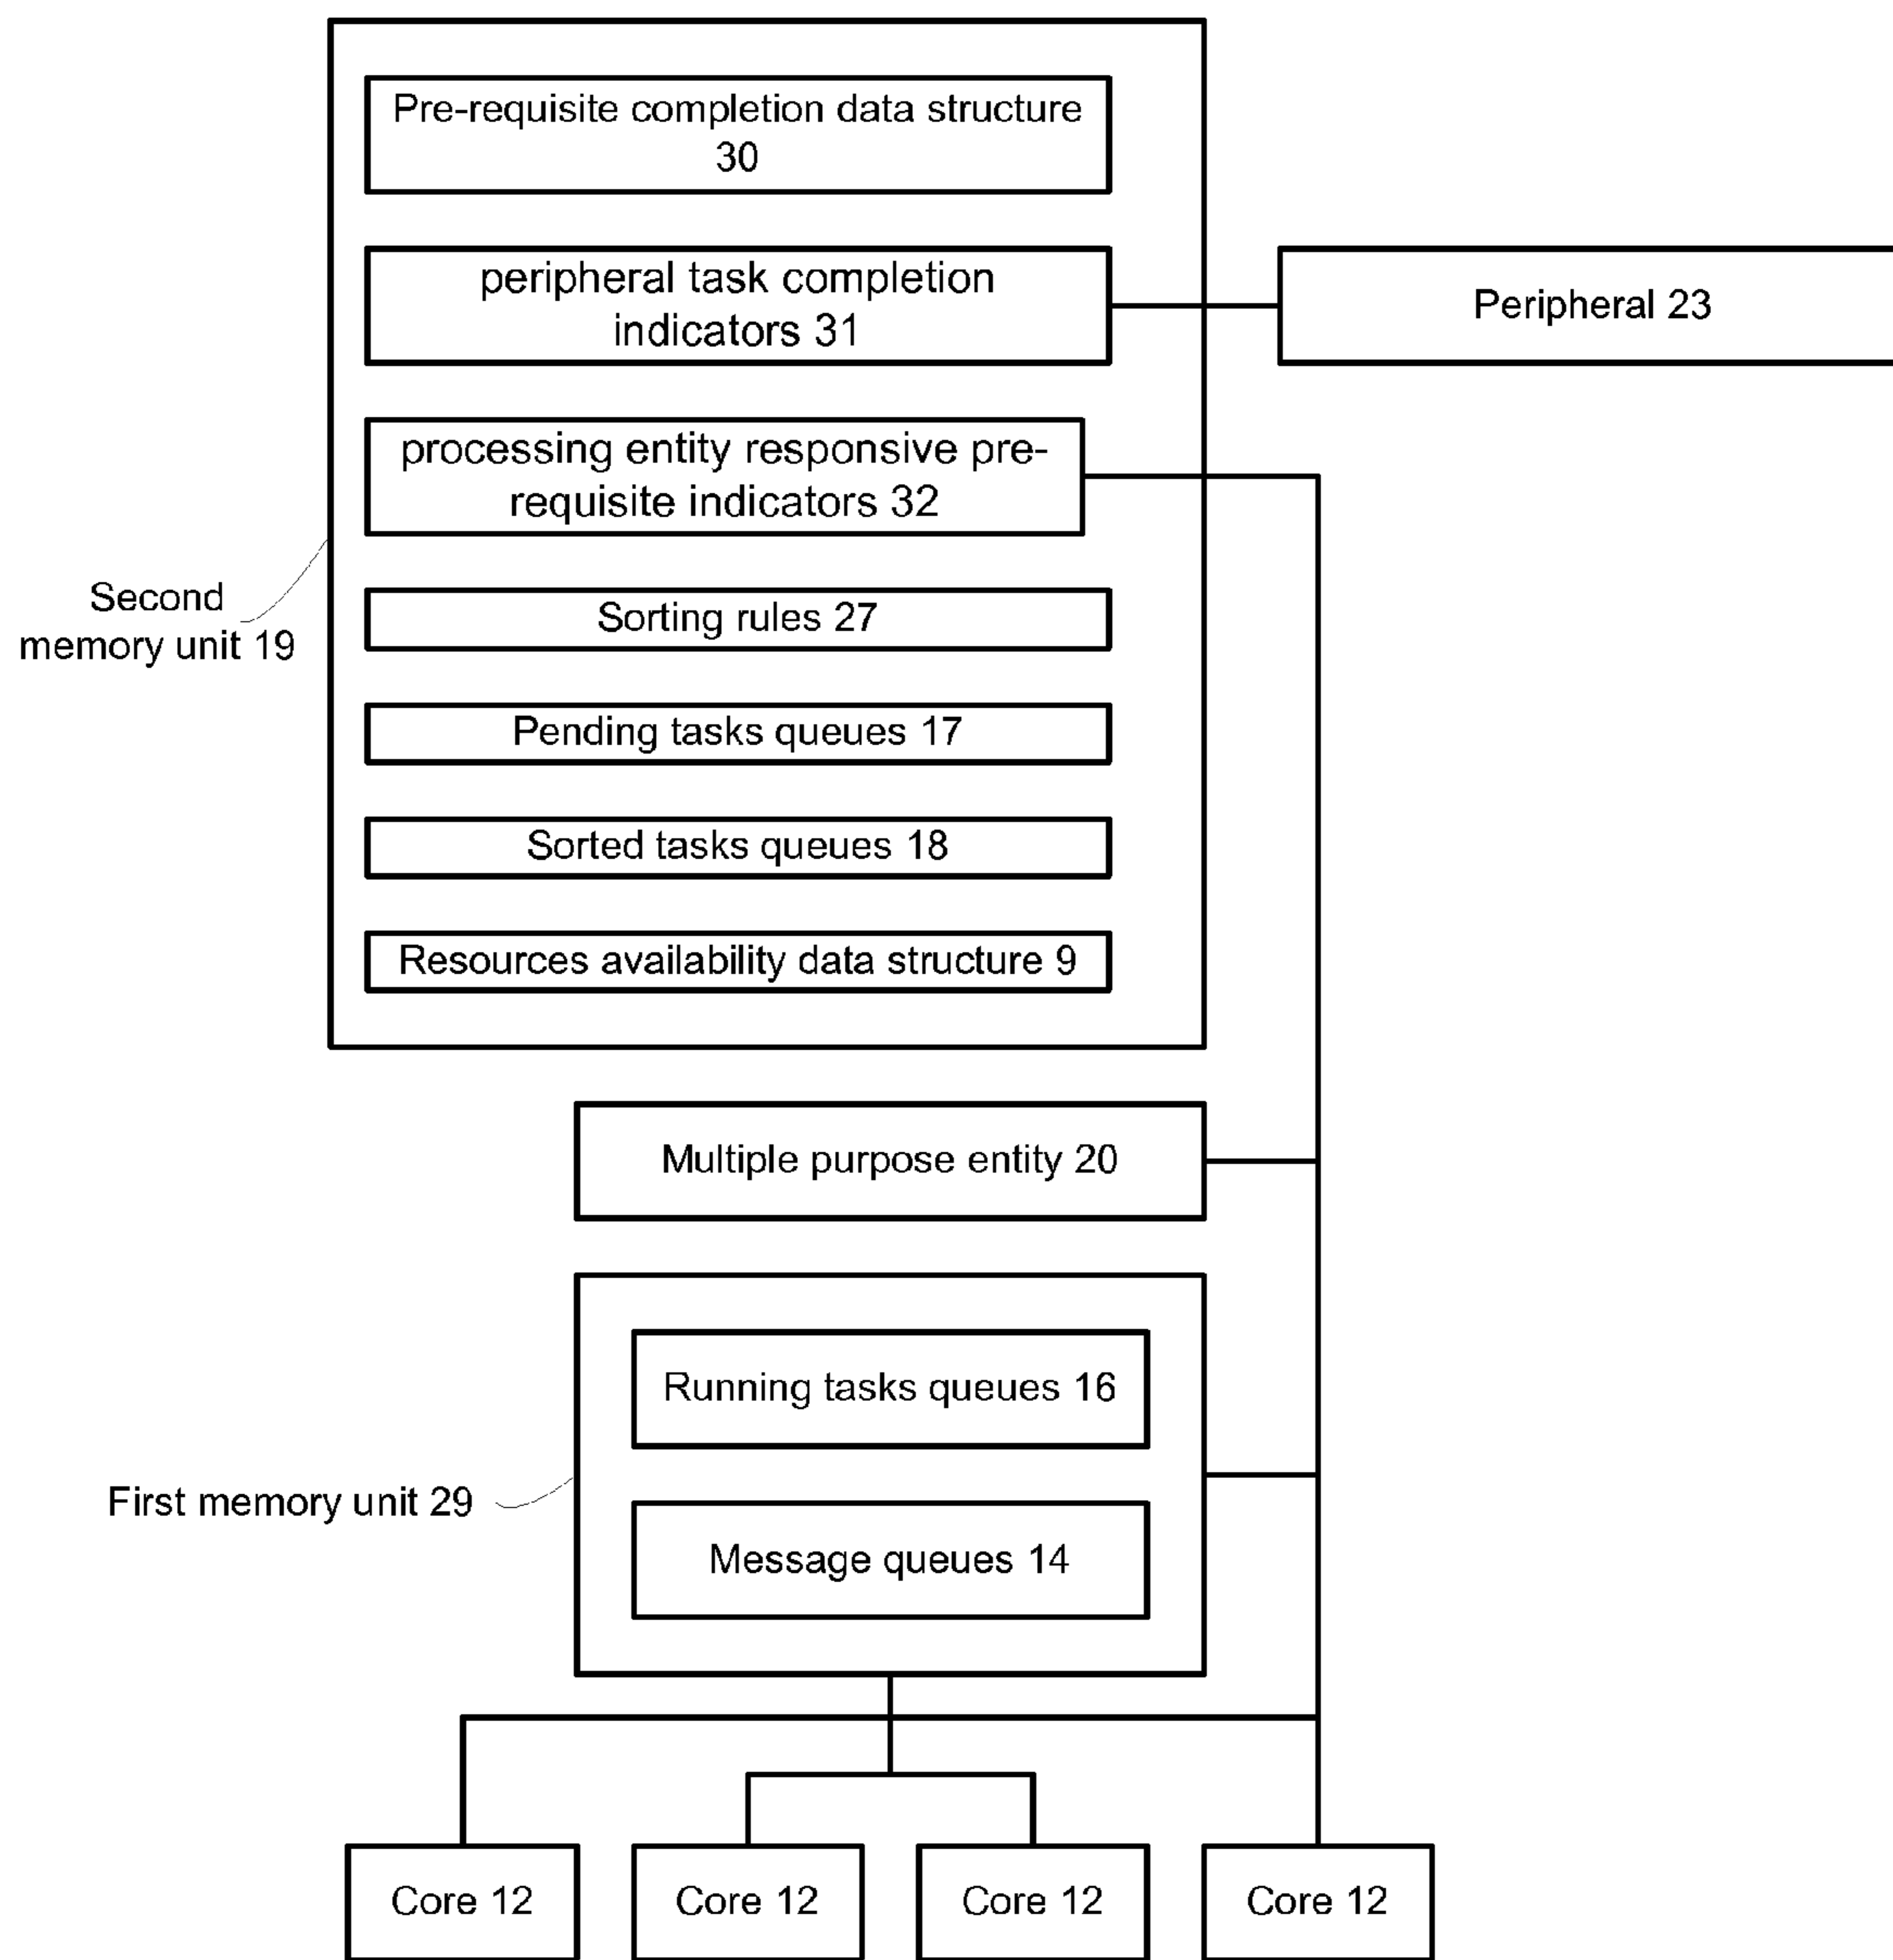 Pre-requisite completion data structure
30
peripheral task completion
indicators 31
Peripheral 23
processing entity responsive pre-
requisite indicators 32
Second
memory unit 19
Sorting rules 27
Pending tasks queues 17
Sorted tasks queues 18
Resources availability data structure 9
Multiple purpose entity 20
Running tasks queues 16
First memory unit 29
Message queues 14
Core 12
Core 12
Core 12
Core 12